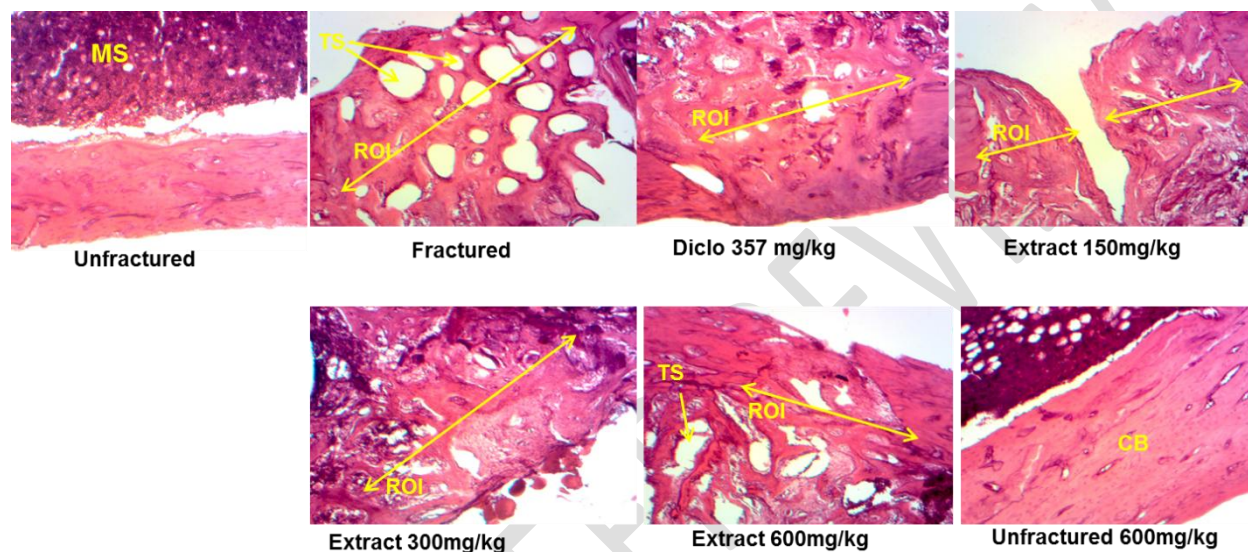 MS
TS
ROI
ROI
ROI
Unfractured
Fractured
Diclo 357 mg/kg
Extract 150mg/kg
ROI
TS
ROI
CB
Extract 300mg/kg
Extract 600mg/kg
Unfractured 600mg/kg